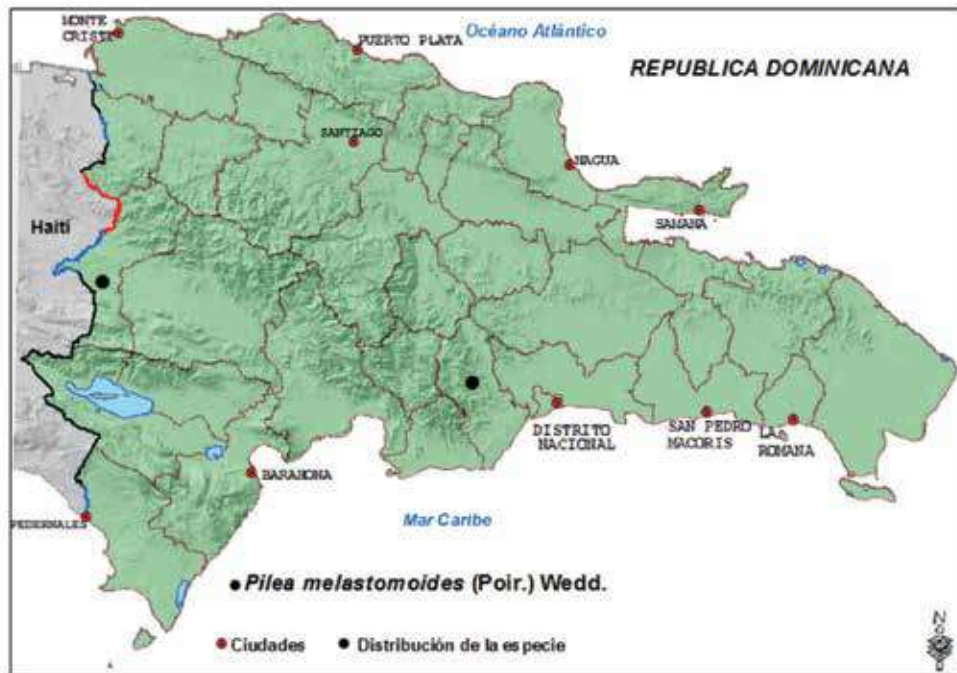 MONTE
CRISTI
PUERTO PLATA
Océano Atlántico
REPUBLICA DOMINICANA
SANTIAGO
NAGUA
SAMANA
Haití
DISTRITO
NACIONAL
SAN PEDRO
MACORIS
LA
ROMANA
BARAHONA
PEDERNALES
Mar Caribe
Pilea melastomoides (Poir.) Wedd.
Ciudades
Distribución de la especie
N